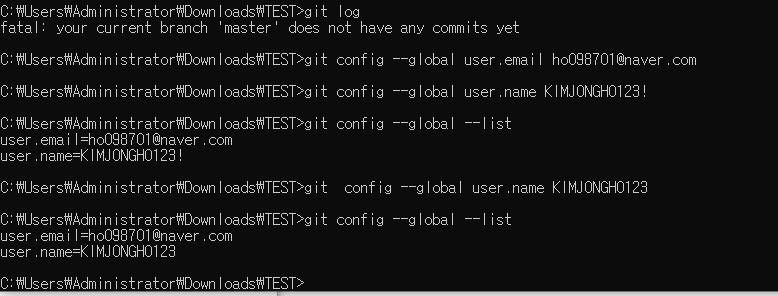 C:₩Users₩Administrator₩Downloads₩TEST>git log
fatal: your current branch 'master' does not have any commits yet
C:₩Users₩Administrator₩Downloads₩TEST>git config --global user.email ho098701@naver.com
C:₩Users₩Administrator₩Downloads₩TEST>git config --global user.name KIMJONGHO123!
C:₩Users₩Administrator₩Downloads₩TEST>git config --global --list
user.email=ho098701@naver.com
user.name=KIMJONGHO123!
C:₩Users₩Administrator₩Downloads₩TEST>git  config --global user.name KIMJONGHO123
C:₩Users₩Administrator₩Downloads₩TEST>git config --global --list
user.email=ho098701@naver.com
user.name=KIMJONGHO123
C:₩Users₩Administrator₩Downloads₩TEST>